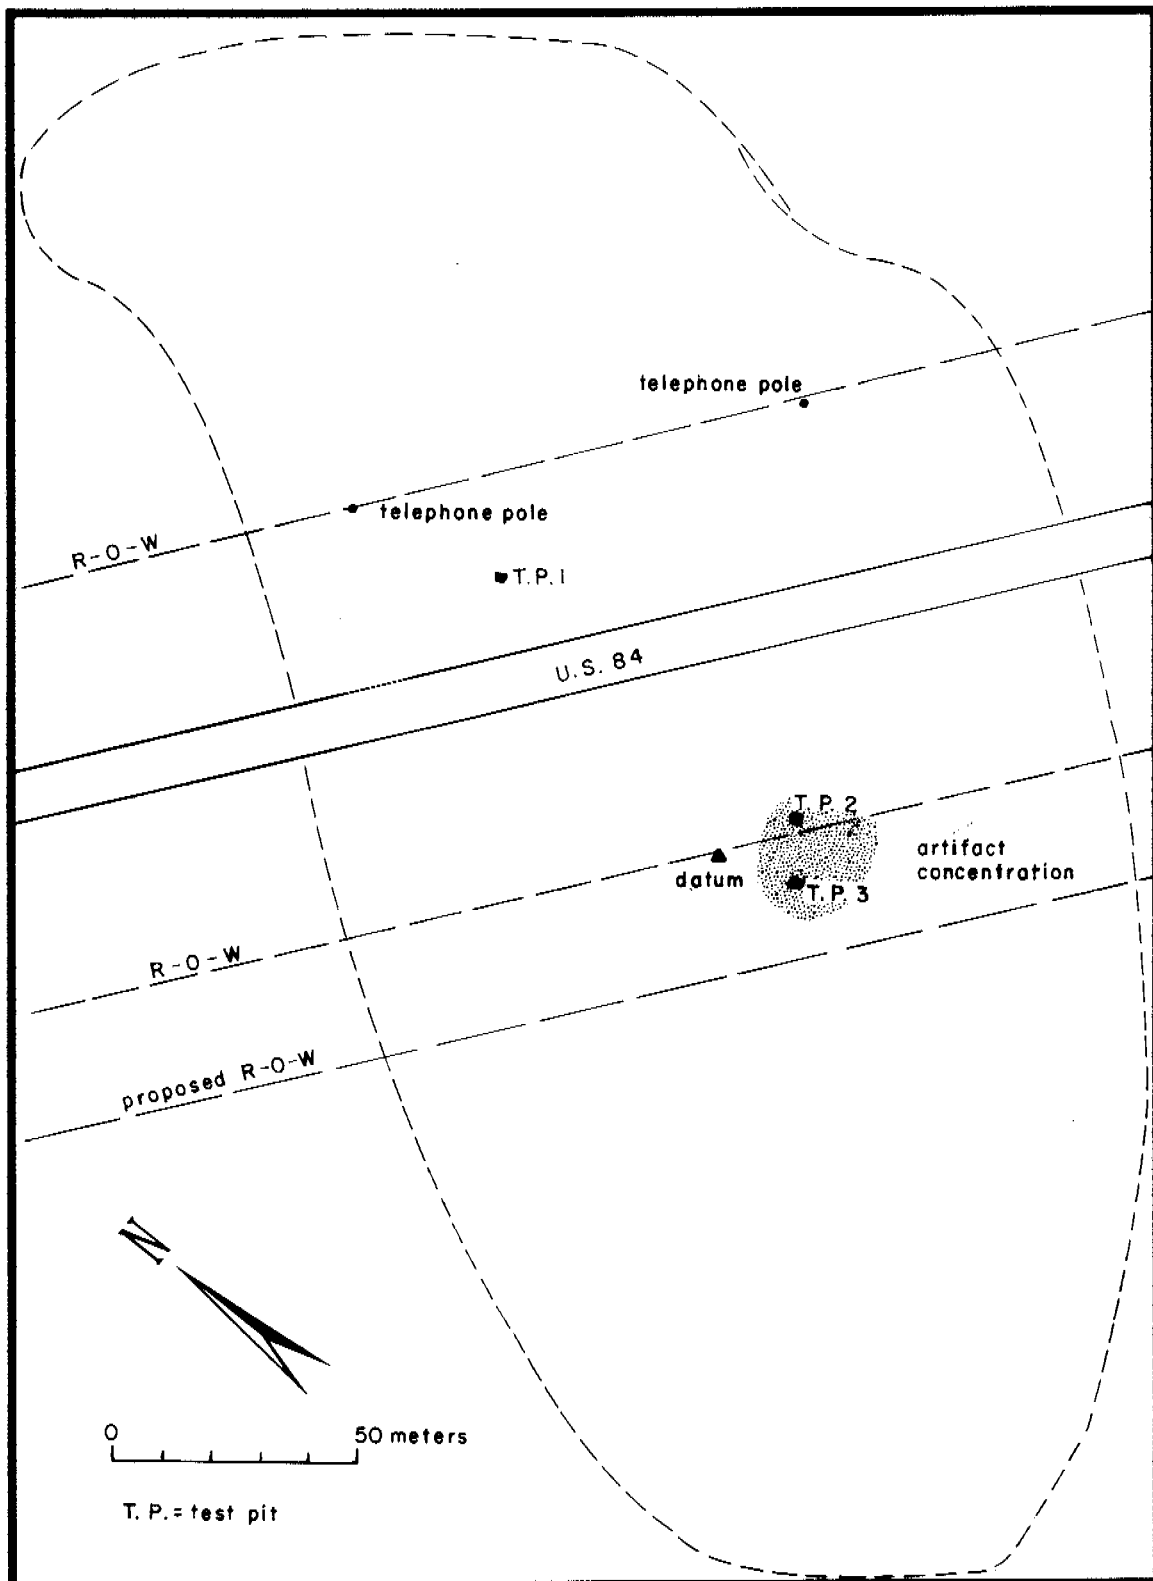 telephone pole
telephone pole
R-O-W
T.P. 1
U.S. 84
T.P. 2
artifact
concentration
datum
T.P. 3
R-O-W
proposed R-O-W
N
0 50 meters
T. P. = test pit